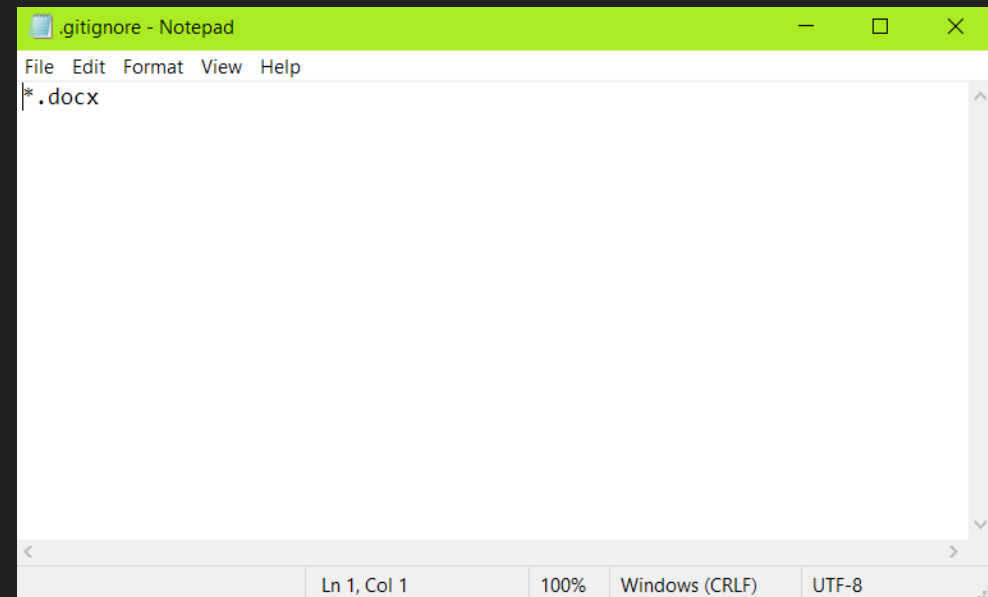 .gitignore - Notepad
File Edit Format View Help
*.docx
Ln 1, Col 1 100% Windows (CRLF) UTF-8